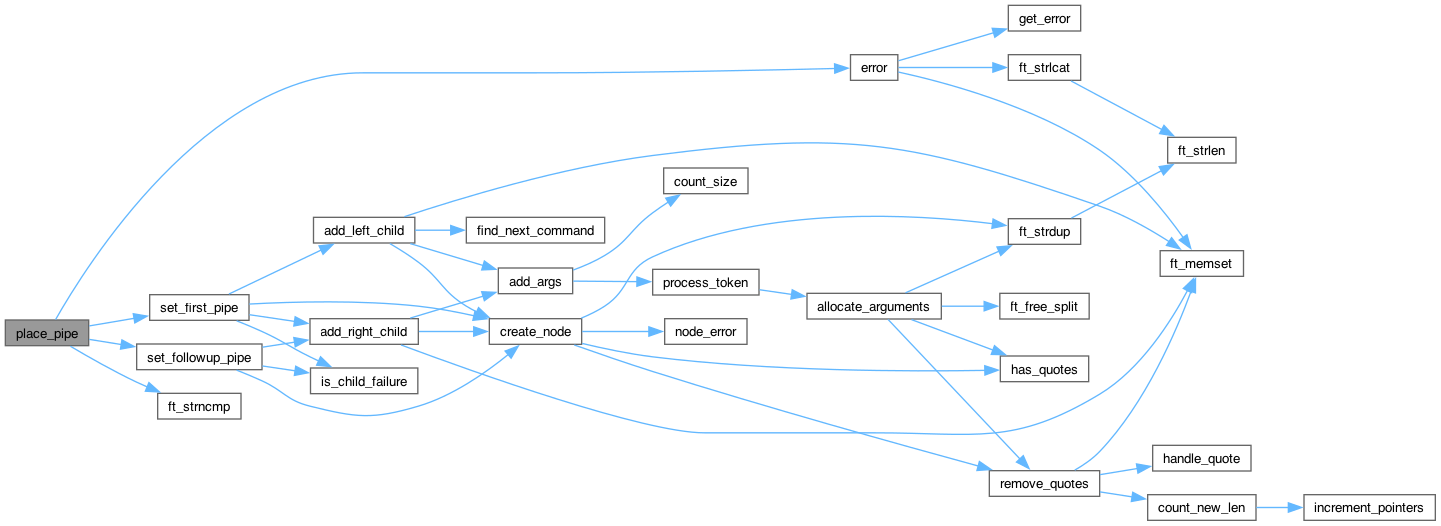 get_error
error
ft_strlcat
ft_strlen
count_size
add_left_child
find_next_command
ft_strdup
ft_memset
add_args
process_token
set_first_pipe
allocate_arguments
ft_free_split
place_pipe
add_right_child
create_node
node_error
set_followup_pipe
is_child_failure
has_quotes
ft_strncmp
handle_quote
remove_quotes
count_new_len
increment_pointers